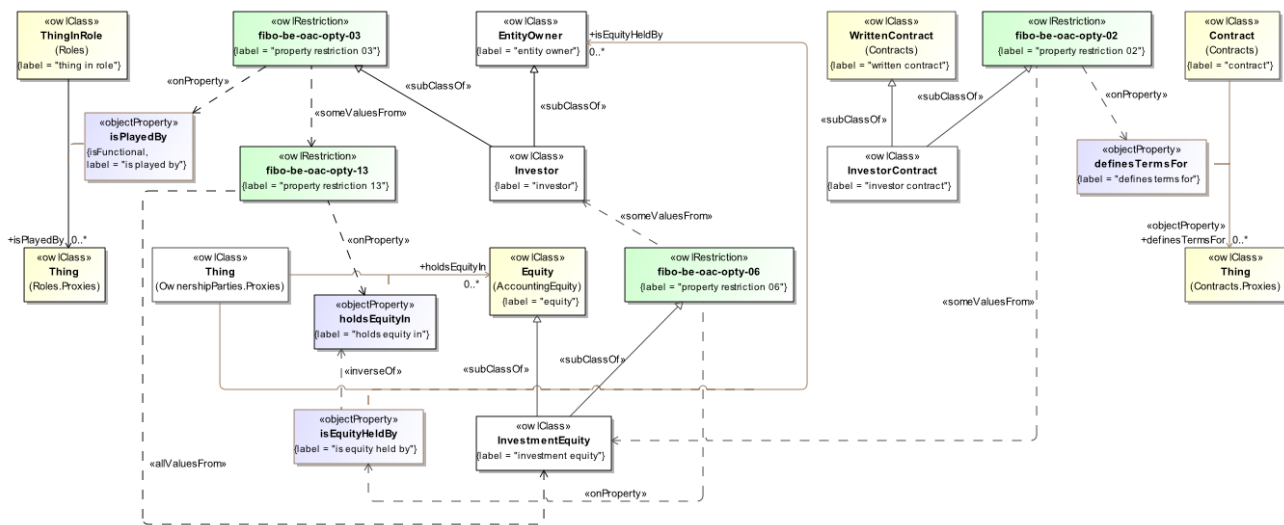 «owlClass»
ThingInRole
(Roles)
{label = "thing in role"}
«owlRestriction»
fibo-be-oac-opty-03
{label = "property restriction 03"}
«owlClass»
EntityOwner
{label = "entity owner"}
+isEquityHeldBy
0..*
«owlClass»
WrittenContract
(Contracts)
{label = "written contract"}
«owlRestriction»
fibo-be-oac-opty-02
{label = "property restriction 02"}
«owlClass»
Contract
(Contracts)
{label = "contract"}
«onProperty»
«subClassOf»
«someValuesFrom»
«subClassOf»
«subClassOf»
«subClassOf»
«onProperty»
«objectProperty»
isPlayedBy
{isFunctional,
label = "is played by"}
«owlRestriction»
fibo-be-oac-opty-13
{label = "property restriction 13"}
«owlClass»
Investor
{label = "investor"}
«owlClass»
InvestorContract
{label = "investor contract"}
«objectProperty»
definesTermsFor
{label = "defines terms for"}
«someValuesFrom»
«onProperty»
«objectProperty»
+isPlayedBy 0..*
+definesTermsFor 0..*
«owlClass»
Thing
(Roles.Proxies)
«owlClass»
Thing
(OwnershipParties.Proxies)
+holdsEquityIn
0..*
«owlClass»
Equity
(AccountingEquity)
{label = "equity"}
«owlRestriction»
fibo-be-oac-opty-06
{label = "property restriction 06"}
«owlClass»
Thing
(Contracts.Proxies)
«someValuesFrom»
«objectProperty»
holdsEquityIn
{label = "holds equity in"}
«inverseOf»
«subClassOf»
«subClassOf»
«objectProperty»
isEquityHeldBy
{label = "is equity held by"}
«owlClass»
InvestmentEquity
{label = "investment equity"}
«allValuesFrom»
«onProperty»